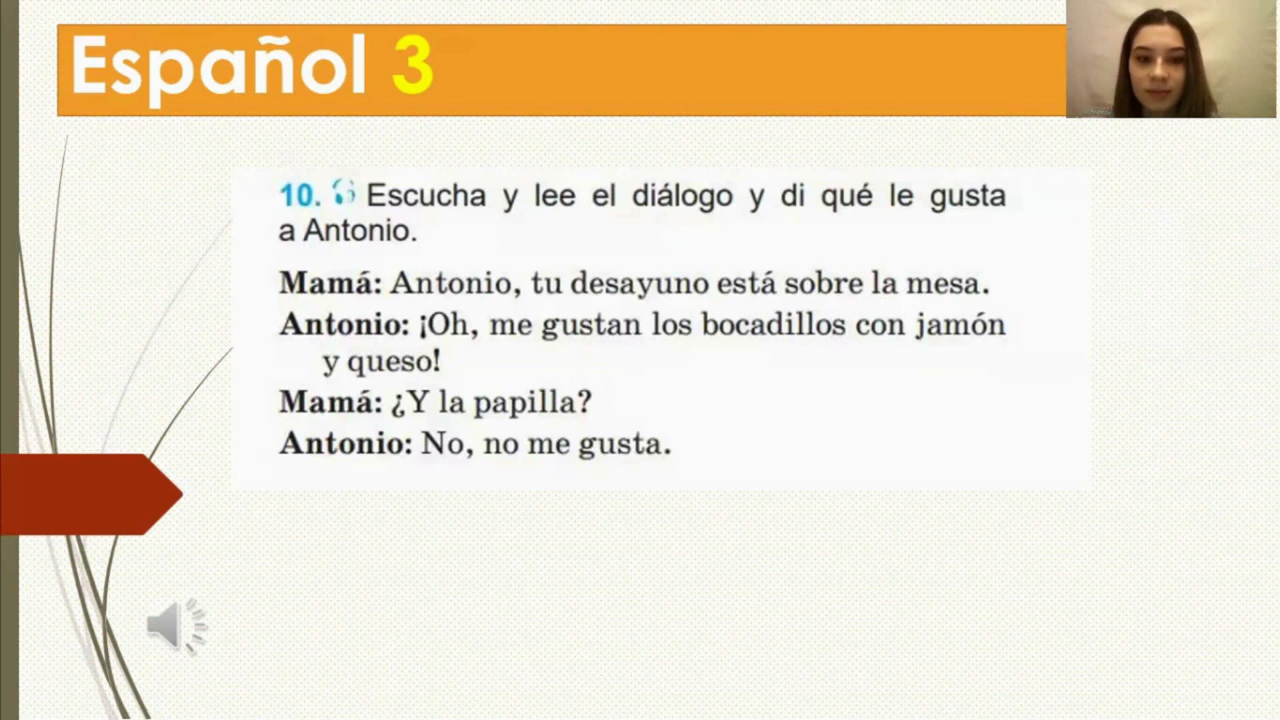 Español 3
10. Escucha y lee el diálogo y di qué le gusta
a Antonio.
Mamá: Antonio, tu desayuno está sobre la mesa.
Antonio: ¡Oh, me gustan los bocadillos con jamón
y queso!
Mamá: ¿Y la papilla?
Antonio: No, no me gusta.